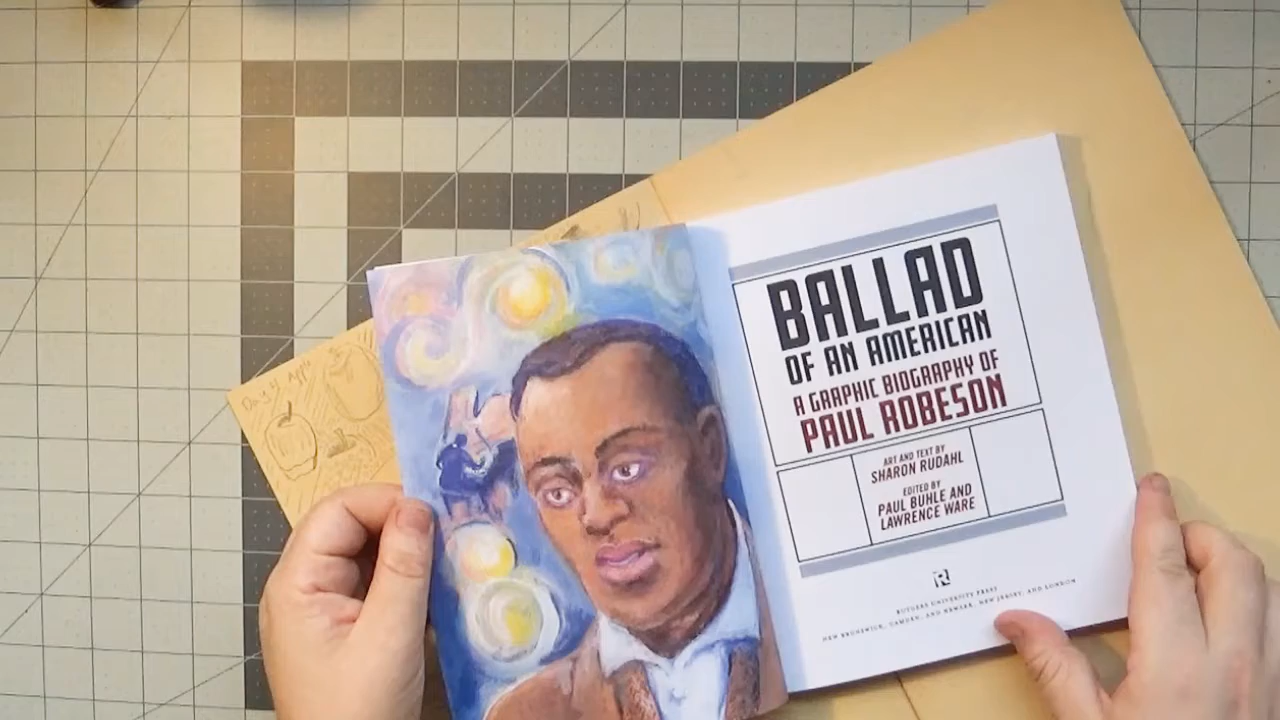 BALLAD
OF AN AMERICAN
A GRAPHIC BIOGRAPHY OF
PAUL ROBESON
ART AND TEXT BY
SHARON RUDAHL
EDITED BY
PAUL BUHLE AND
LAWRENCE WARE
R
RUTGERS UNIVERSITY PRESS
NEW BRUNSWICK, CAMDEN, AND NEWARK, NEW JERSEY, AND LONDON